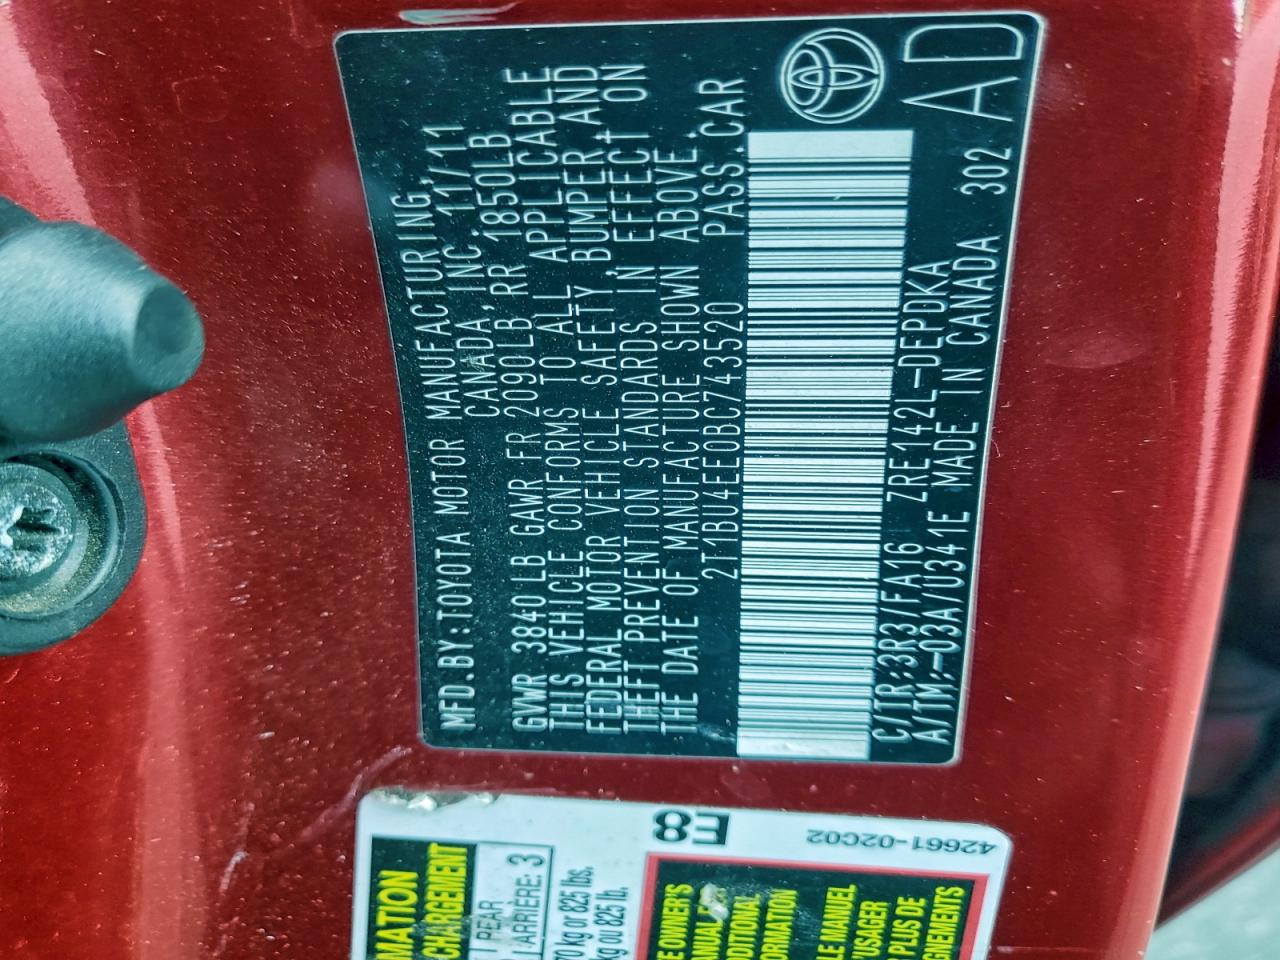 MFD.BY:TOYOTA MOTOR MANUFACTURING,
CANADA, INC. 11/11
GVWR 3840LB GAWR FR 2090LB, RR 1850LB
THIS VEHICLE CONFORMS TO ALL APPLICABLE
FEDERAL MOTOR VEHICLE SAFETY, BUMPER, AND
THEFT PREVENTION STANDARDS IN EFFECT ON
THE DATE OF MANUFACTURE SHOWN ABOVE.
2T1BU4EE0BC743520 PASS.CAR
C/TR:3R3/FA16 ZRE142L-DEPDKA
A/TM:-03A/U341E MADE IN CANADA 302
AD
E8
42661-02C02
MATION
CHARGEMENT
REAR
ARRIÈRE: 3
70 kg or 825 lbs.
kg ou 825 lb.
E OWNER'S
ANUAL
DDITIONAL
ORMATION
LE MANUEL
'USAGER
PLUS DE
GNEMENTS